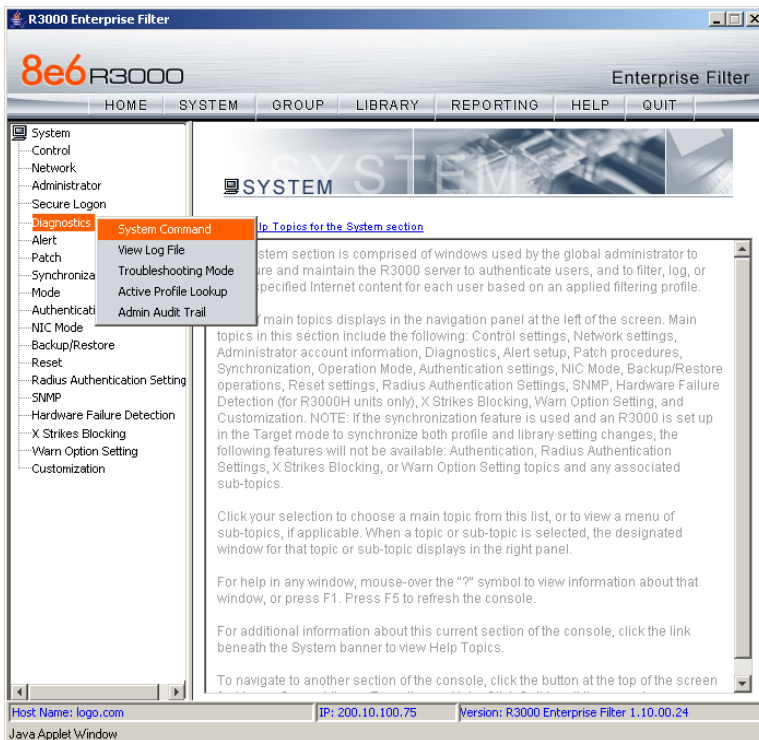 R3000 Enterprise Filter
8e6 R3000
Enterprise Filter
HOME SYSTEM GROUP LIBRARY REPORTING HELP QUIT
System
Control
Network
Administrator
Secure Logon
Diagnostics
Alert
Patch
Synchroniza
Mode
Authenticati
NIC Mode
Backup/Restore
Reset
Radius Authentication Setting
SNMP
Hardware Failure Detection
X Strikes Blocking
Warn Option Setting
Customization
System Command
View Log File
Troubleshooting Mode
Active Profile Lookup
Admin Audit Trail
SYSTEM
SYSTEM
lp Topics for the System section
stem section is comprised of windows used by the global administrator to
ure and maintain the R3000 server to authenticate users, and to filter, log, or
specified Internet content for each user based on an applied filtering profile.
f main topics displays in the navigation panel at the left of the screen. Main
topics in this section include the following: Control settings, Network settings,
Administrator account information, Diagnostics, Alert setup, Patch procedures,
Synchronization, Operation Mode, Authentication settings, NIC Mode, Backup/Restore
operations, Reset settings, Radius Authentication Settings, SNMP, Hardware Failure
Detection (for R3000H units only), X Strikes Blocking, Warn Option Setting, and
Customization. NOTE: If the synchronization feature is used and an R3000 is set up
in the Target mode to synchronize both profile and library setting changes, the
following features will not be available: Authentication, Radius Authentication
Settings, X Strikes Blocking, or Warn Option Setting topics and any associated
sub-topics.
Click your selection to choose a main topic from this list, or to view a menu of
sub-topics, if applicable. When a topic or sub-topic is selected, the designated
window for that topic or sub-topic displays in the right panel.
For help in any window, mouse-over the "?" symbol to view information about that
window, or press F1. Press F5 to refresh the console.
For additional information about this current section of the console, click the link
beneath the System banner to view Help Topics.
To navigate to another section of the console, click the button at the top of the screen
Host Name: logo.com
IP: 200.10.100.75
Version: R3000 Enterprise Filter 1.10.00.24
Java Applet Window